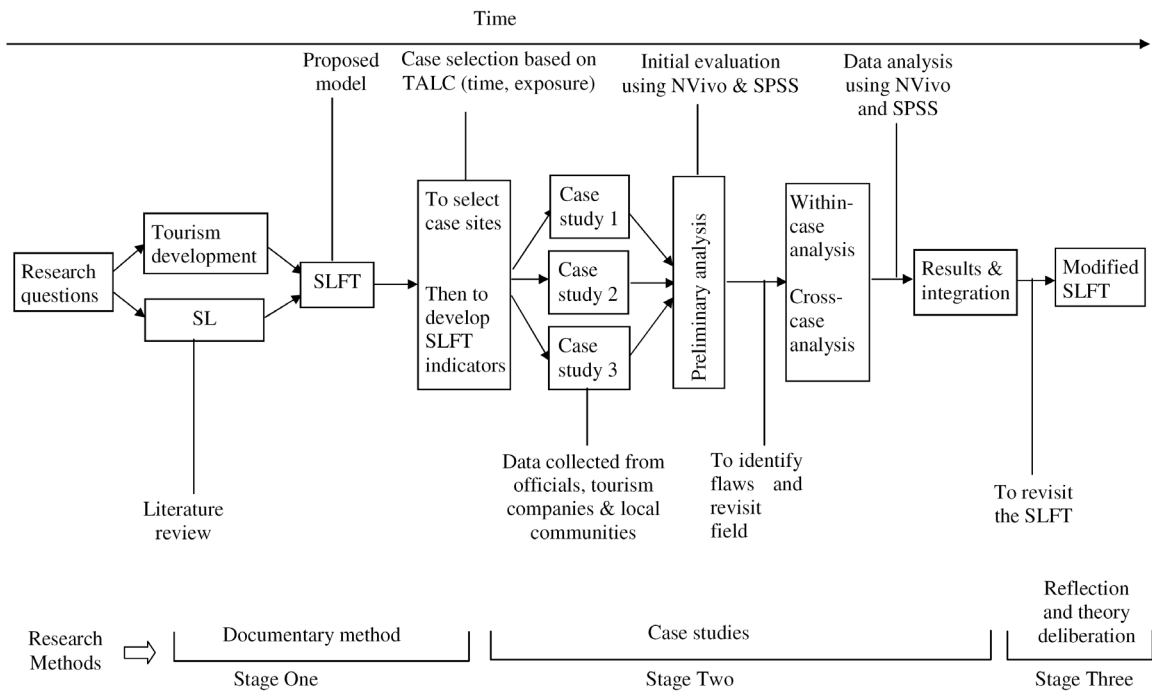 Time
Proposed
model
Case selection based on
TALC (time, exposure)
Initial evaluation
using NVivo & SPSS
Data analysis
using NVivo
and SPSS
Research
questions
Tourism
development
SL
SLFT
To select
case sites
Then to
develop
SLFT
indicators
Case
study 1
Case
study 2
Case
study 3
Preliminary analysis
Within-
case
analysis
Cross-
case
analysis
Results &
integration
Modified
SLFT
Literature
review
Data collected from
officials, tourism
companies & local
communities
To identify
flaws and
revisit
field
To revisit
the SLFT
Research
Methods
Documentary method
Stage One
Case studies
Stage Two
Reflection
and theory
deliberation
Stage Three